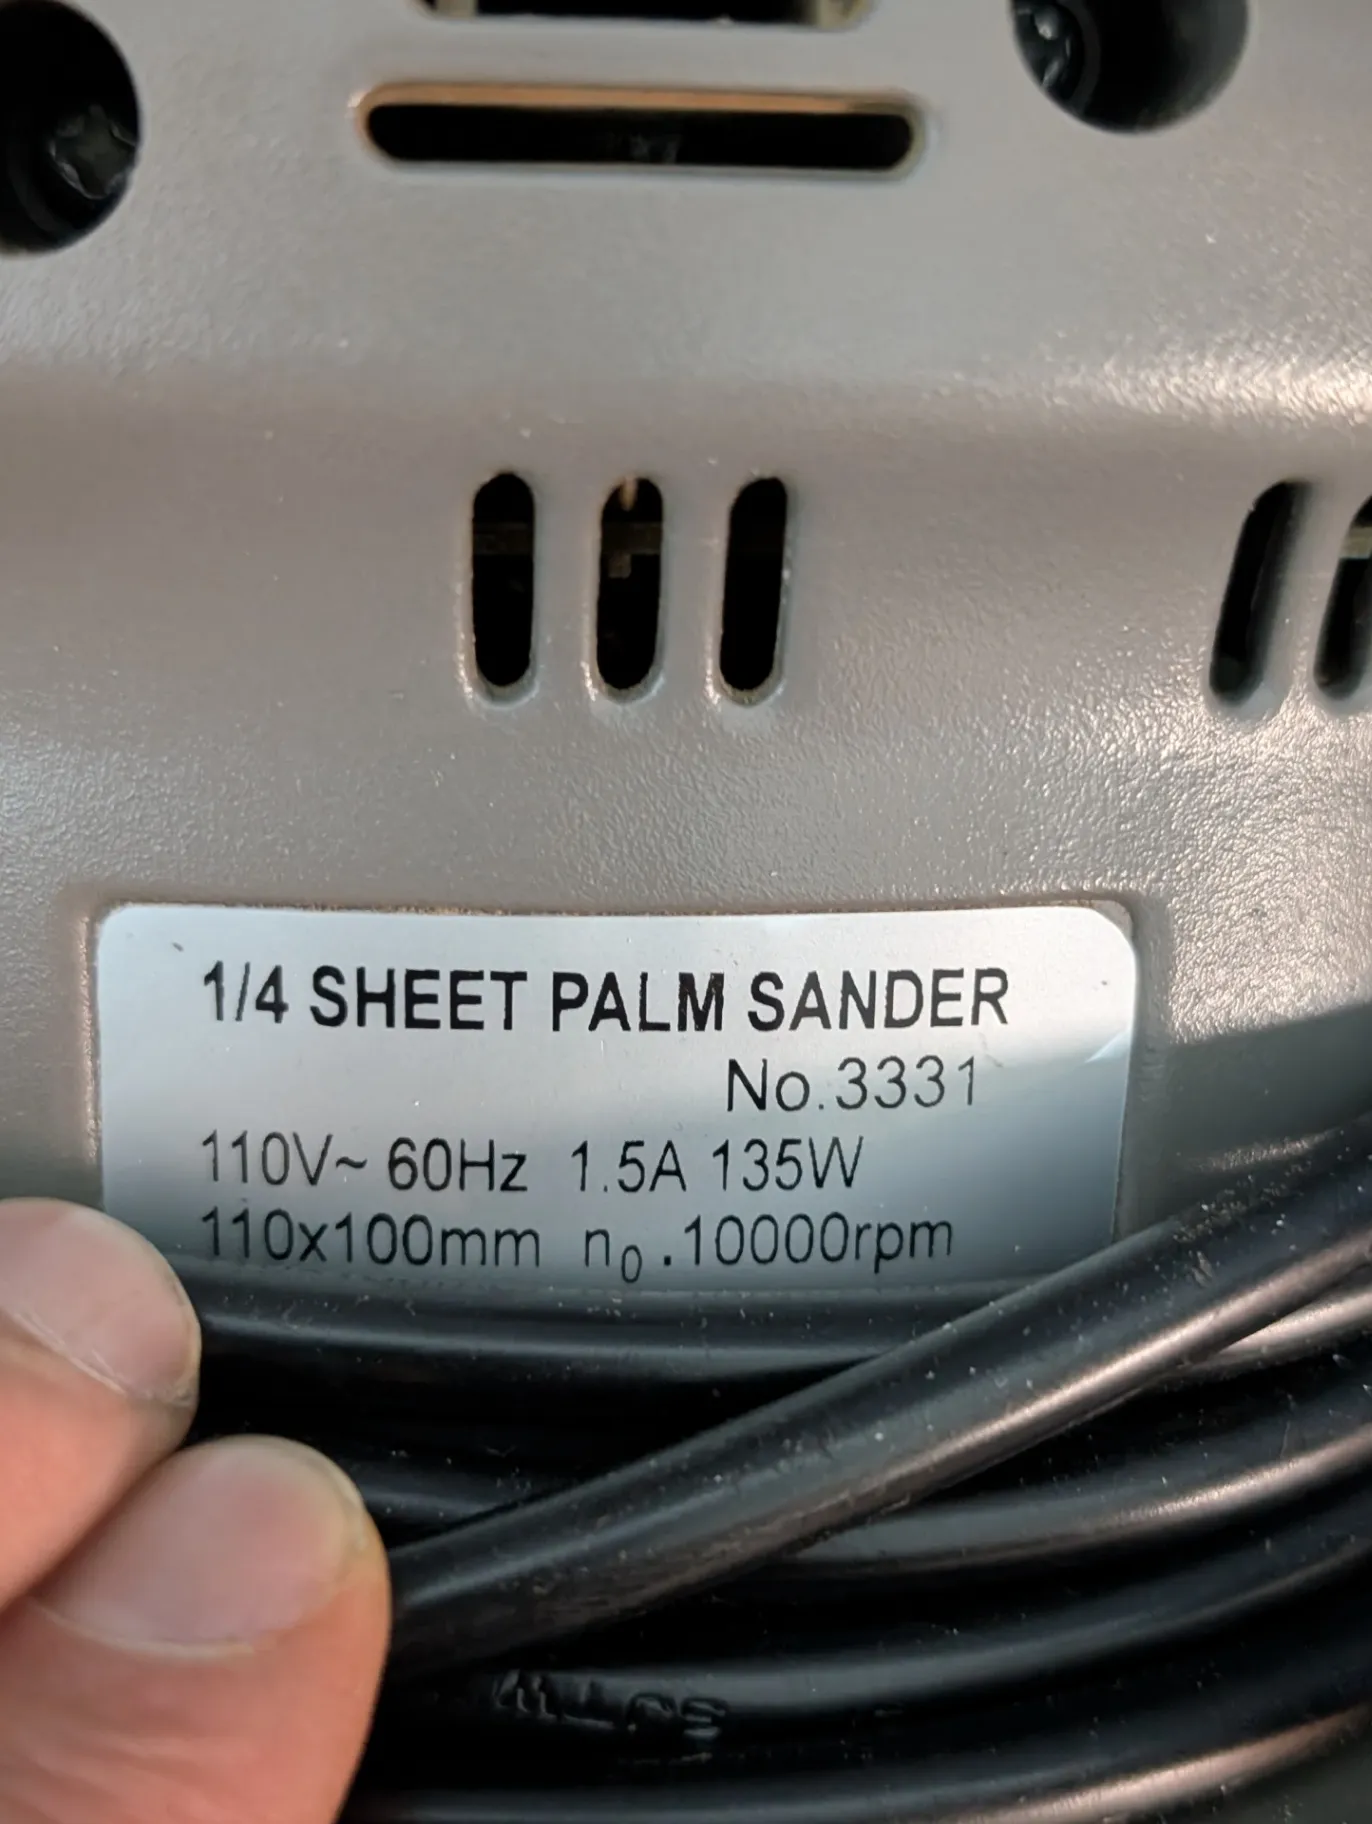 1/4 SHEET PALM SANDER
No.3331
110V~ 60Hz 1.5A 135W
110x100mm n₀ .10000rpm